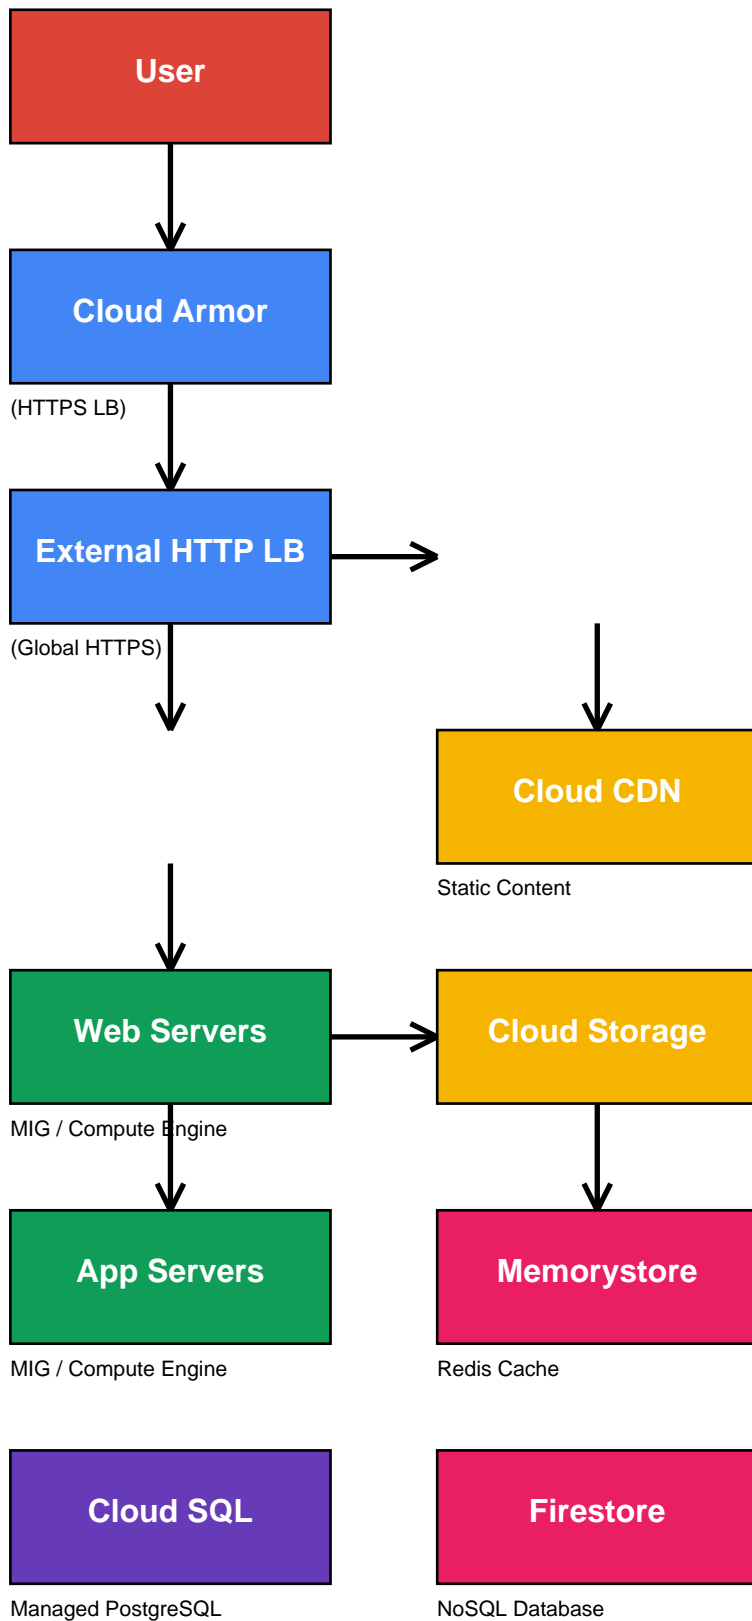 User
Cloud Armor
(HTTPS LB)
External HTTP LB
(Global HTTPS)
Cloud CDN
Static Content
Web Servers
Cloud Storage
MIG / Compute Engine
App Servers
Memorystore
MIG / Compute Engine
Redis Cache
Cloud SQL
Firestore
Managed PostgreSQL
NoSQL Database